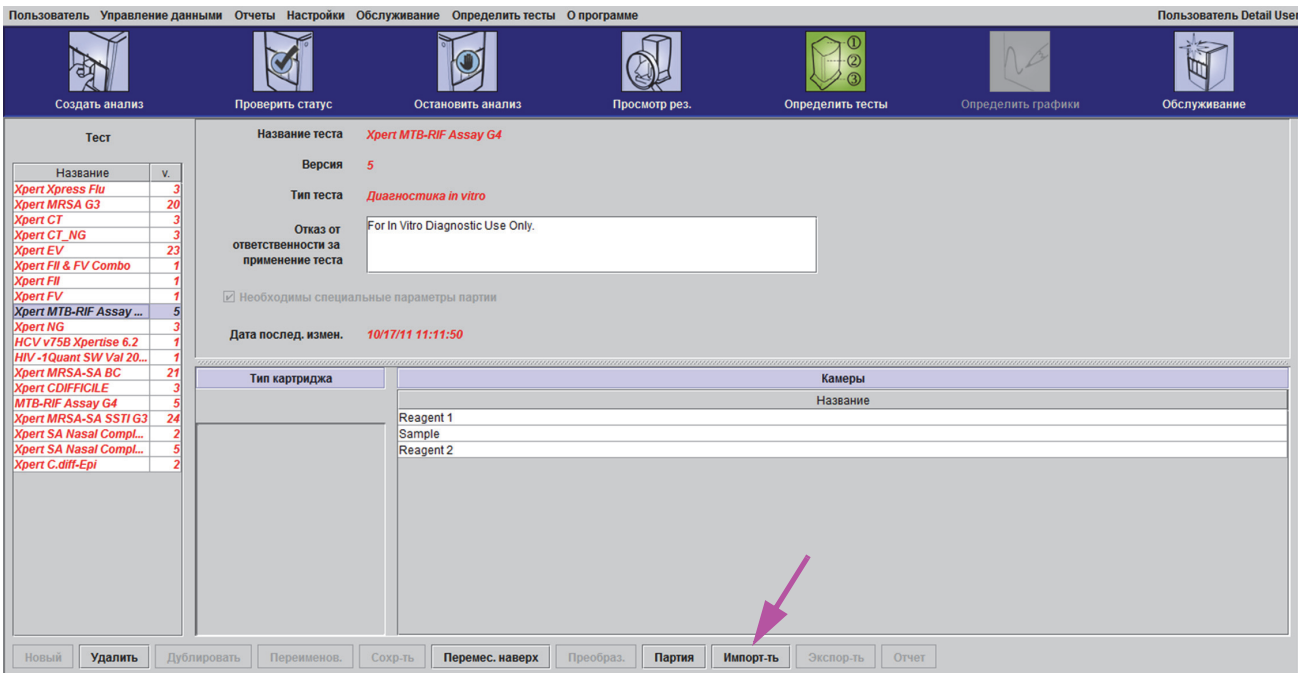 Пользователь Управление данными Отчеты Настройки Обслуживание Определить тесты О программе Пользователь Detail User
① ② ③
Создать анализ Проверить статус Остановить анализ Просмотр рез. Определить тесты Определить графики Обслуживание
Тест
Название v.
Xpert Xpress Flu 3
Xpert MRSA G3 20
Xpert CT 3
Xpert CT_NG 3
Xpert EV 23
Xpert FII & FV Combo 1
Xpert FII 1
Xpert FV 1
Xpert MTB-RIF Assay ... 5
Xpert NG 3
HCV v75B Xpertise 6.2 1
HIV -1Quant SW Val 20... 1
Xpert MRSA-SA BC 21
Xpert CDIFFICILE 3
MTB-RIF Assay G4 5
Xpert MRSA-SA SSTI G3 24
Xpert SA Nasal Compl... 2
Xpert SA Nasal Compl... 5
Xpert C.diff-Epi 2
Название теста Xpert MTB-RIF Assay G4
Версия 5
Тип теста Диагностика in vitro
Отказ от
ответственности за
применение теста
For In Vitro Diagnostic Use Only.
Необходимы специальные параметры партии
Дата послед. измен. 10/17/11 11:11:50
Тип картриджа
Камеры
Название
Reagent 1
Sample
Reagent 2
Новый Удалить Дублировать Переименов. Сохр-ть Перемес. наверх Преобраз. Партия Импорт-ть Экспор-ть Отчет